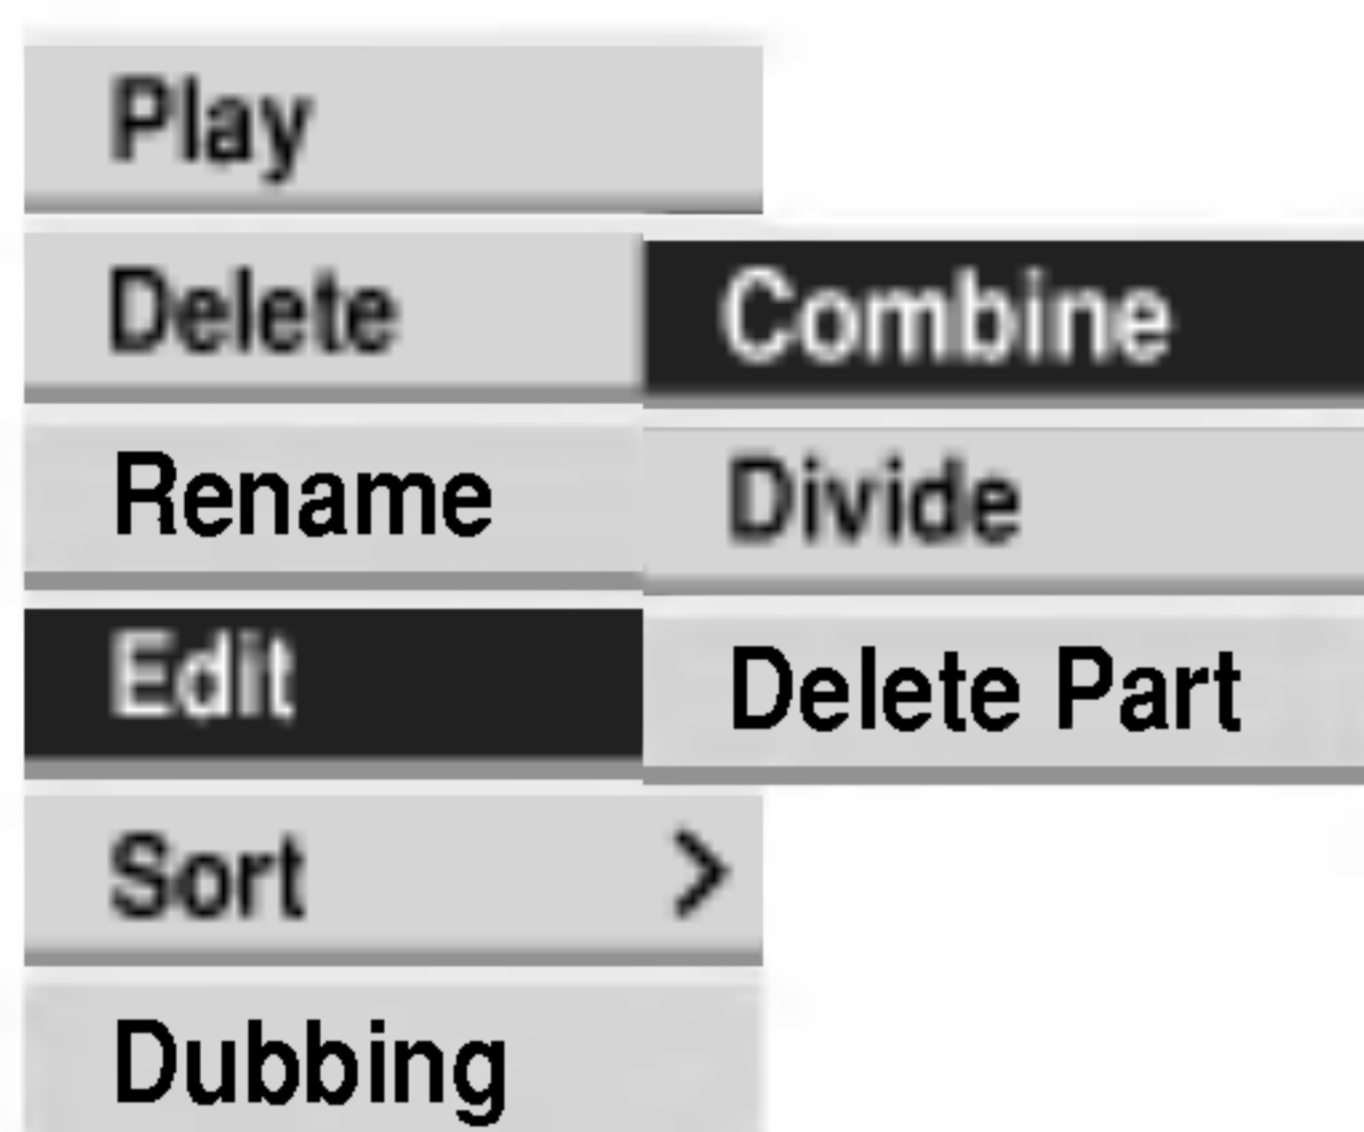 Play
Delete
Rename
Edit
Sort
Dubbing
Combine
Divide
Delete Part